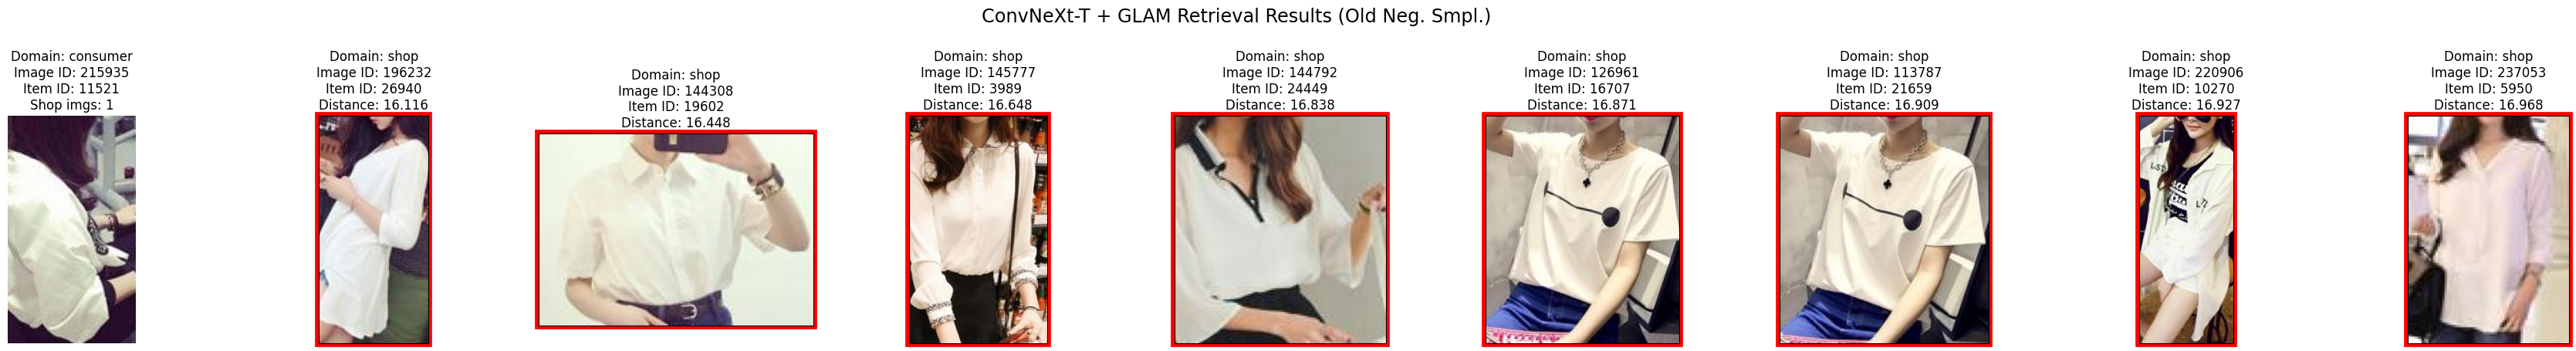 ConvNeXt-T + GLAM Retrieval Results (Old Neg. Smpl.)
Domain: consumer
Image ID: 215935
Item ID: 11521
Shop imgs: 1
Domain: shop
Image ID: 196232
Item ID: 26940
Distance: 16.116
Domain: shop
Image ID: 144308
Item ID: 19602
Distance: 16.448
Domain: shop
Image ID: 145777
Item ID: 3989
Distance: 16.648
Domain: shop
Image ID: 144792
Item ID: 24449
Distance: 16.838
Domain: shop
Image ID: 126961
Item ID: 16707
Distance: 16.871
Domain: shop
Image ID: 113787
Item ID: 21659
Distance: 16.909
Domain: shop
Image ID: 220906
Item ID: 10270
Distance: 16.927
Domain: shop
Image ID: 237053
Item ID: 5950
Distance: 16.968